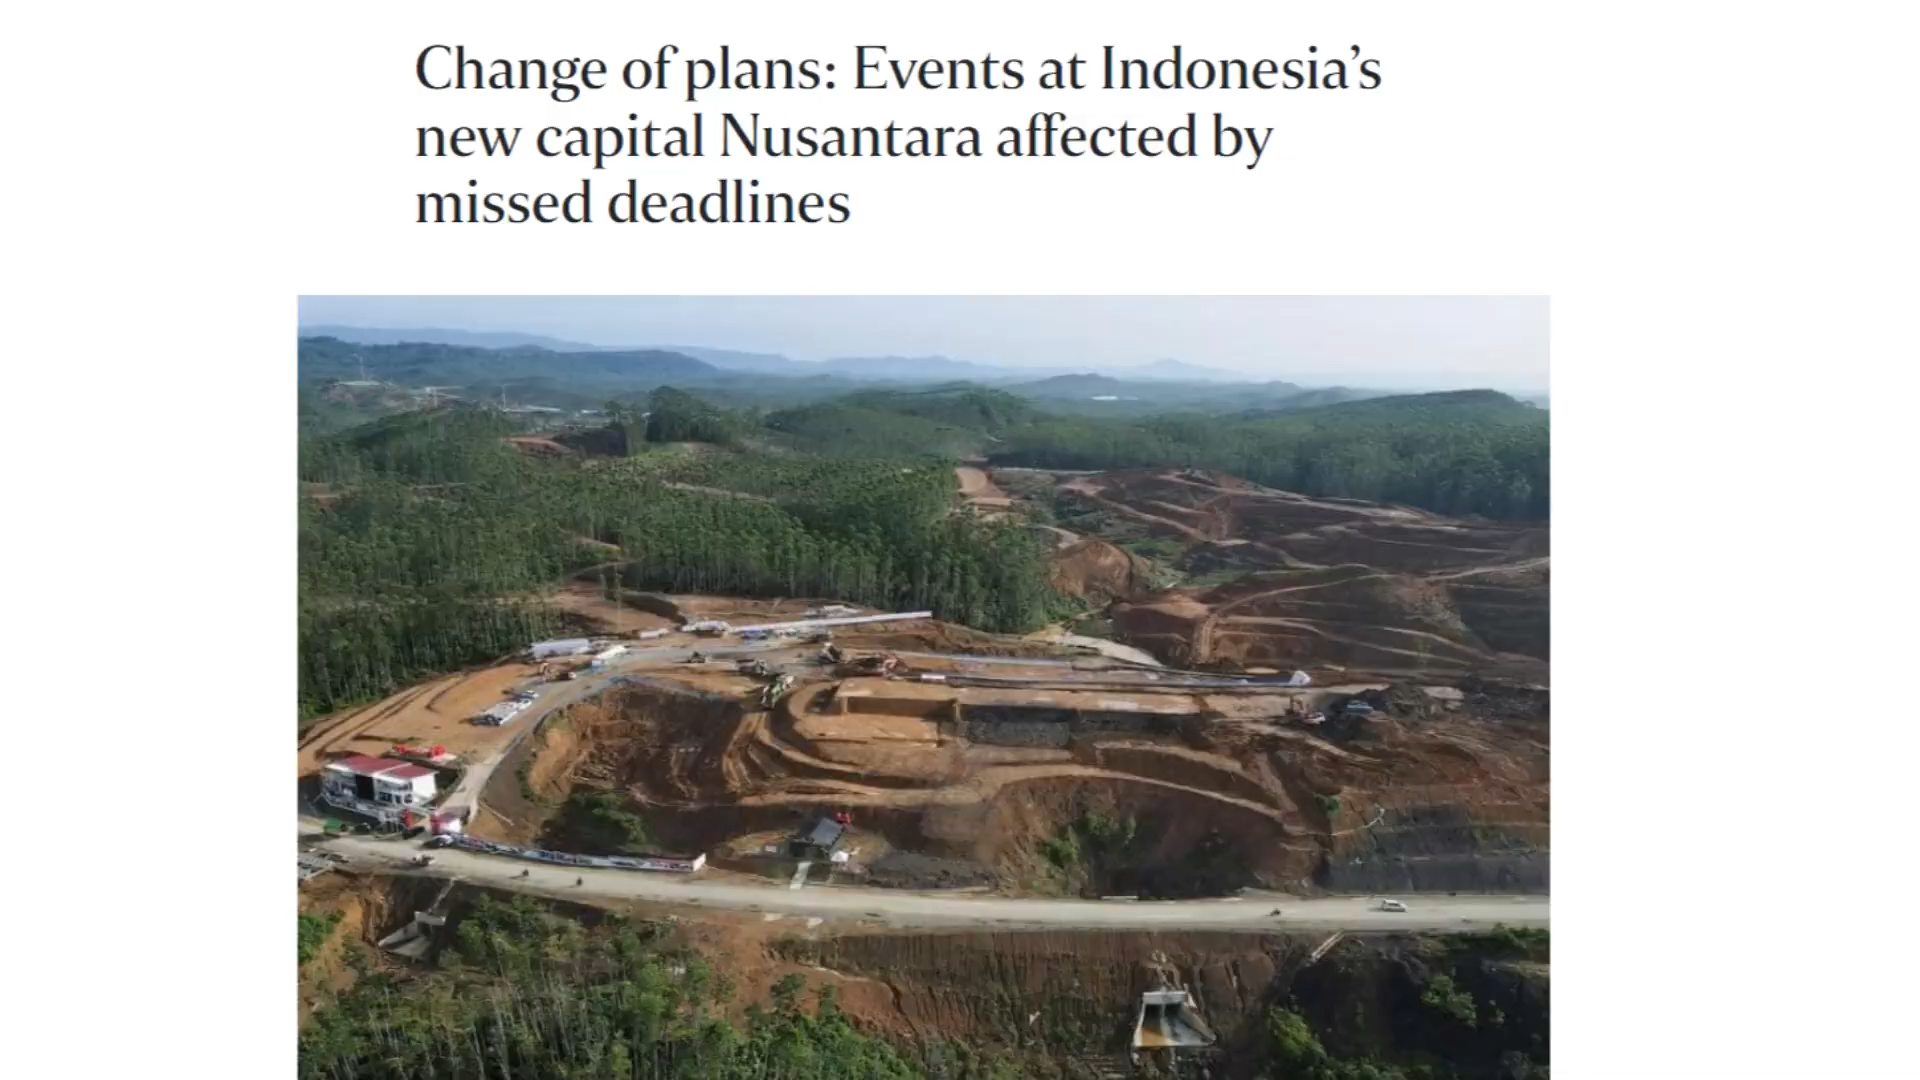 Change of plans: Events at Indonesia’s
new capital Nusantara affected by
missed deadlines